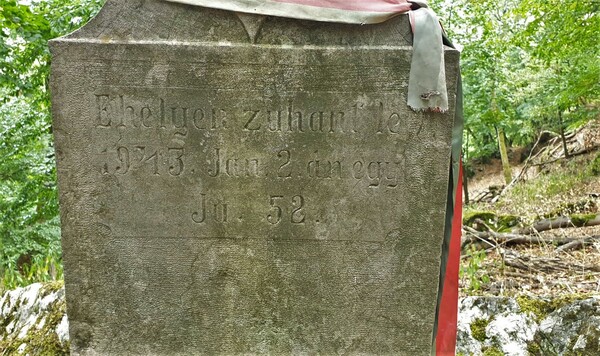 Ehelyen zuhant le
1943. Jan. 2.án egy
Ju. 52.